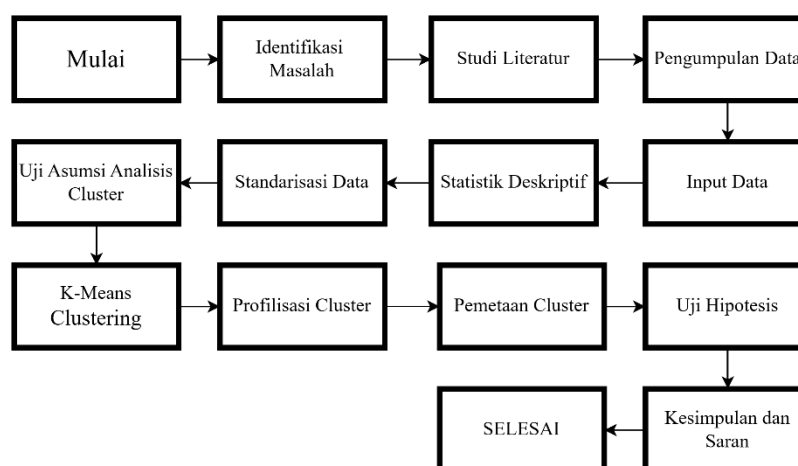 Mulai
Identifikasi
Masalah
Studi Literatur
Pengumpulan Data
Input Data
Statistik Deskriptif
Standarisasi Data
Uji Asumsi Analisis
Cluster
K-Means
Clustering
Profilisasi Cluster
Pemetaan Cluster
Uji Hipotesis
Kesimpulan dan
Saran
SELESAI